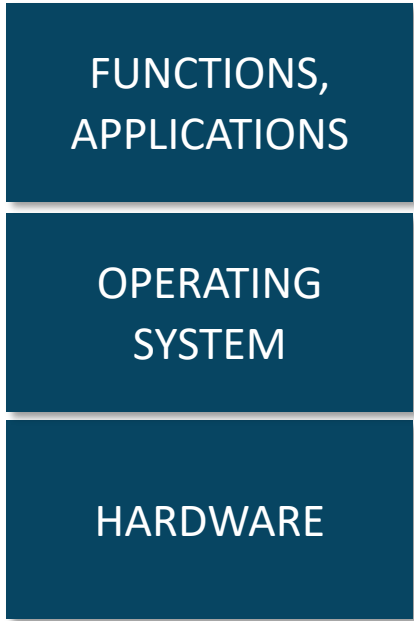 FUNCTIONS,
APPLICATIONS
OPERATING
SYSTEM
HARDWARE